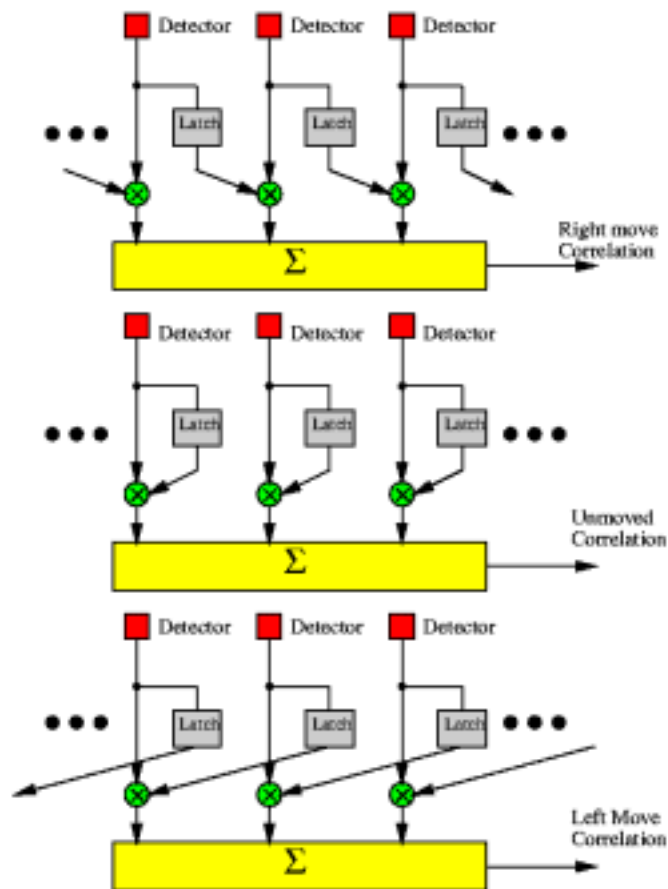 Detector Detector Detector
Latch Latch Latch
Right move
Correlation
Σ
Detector Detector Detector
Latch Latch Latch
Unmoved
Correlation
Σ
Detector Detector Detector
Latch Latch Latch
Left Move
Correlation
Σ